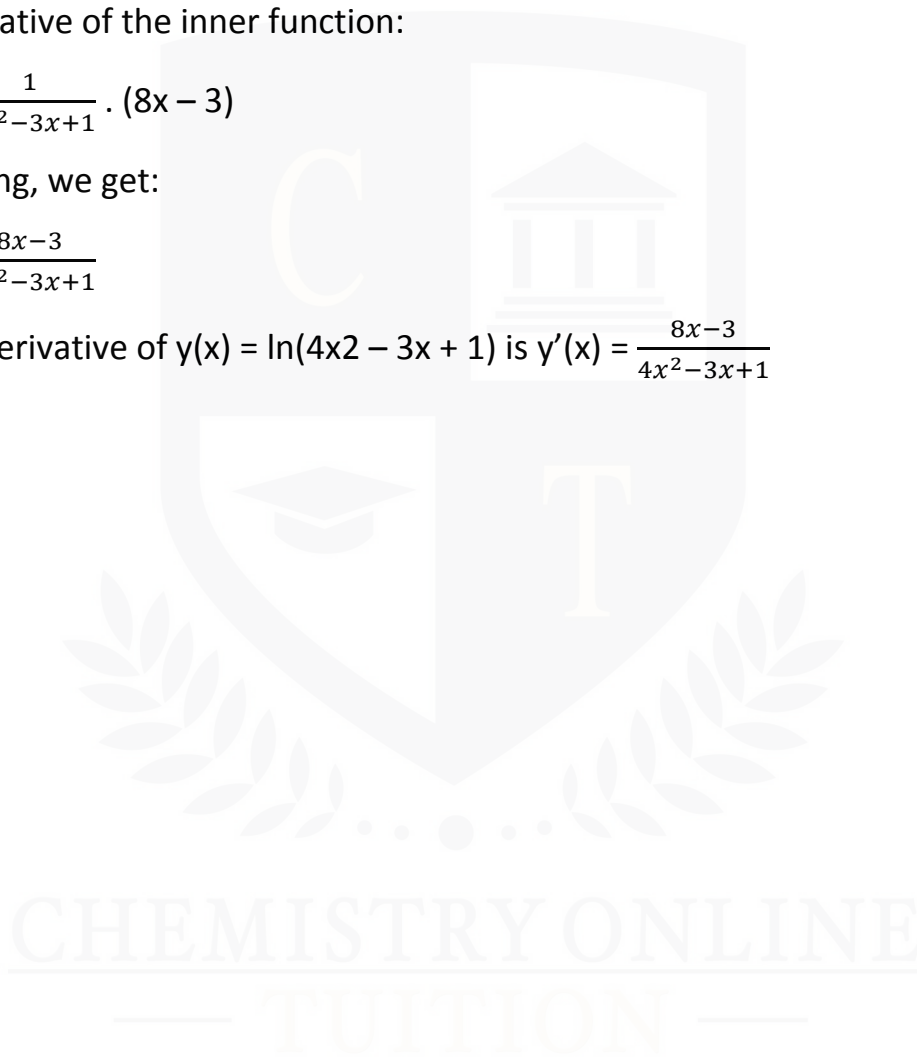 ative of the inner function:
1/²−3x+1 . (8x – 3)
ng, we get:
8x−3/²−3x+1
erivative of y(x) = ln(4x2 – 3x + 1) is y’(x) = 8x−3/4x²−3x+1
C
T
CHEMISTRY ONLINE
— TUITION —